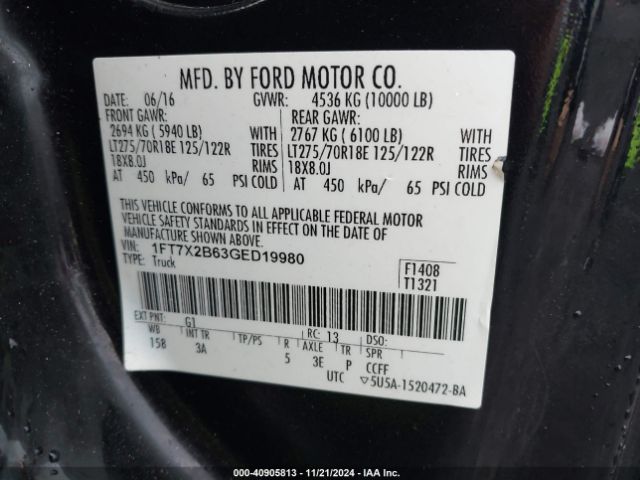 MFD. BY FORD MOTOR CO.
DATE: 06/16 GVWR: 4536 KG (10000 LB)
FRONT GAWR: REAR GAWR:
2694 KG ( 5940 LB) WITH 2767 KG ( 6100 LB) WITH
LT275/70R18E 125/122R TIRES LT275/70R18E 125/122R TIRES
18X8.0J RIMS 18X8.0J RIMS
AT 450 kPa/ 65 PSI COLD AT 450 kPa/ 65 PSI COLD
THIS VEHICLE CONFORMS TO ALL APPLICABLE FEDERAL MOTOR
VEHICLE SAFETY STANDARDS IN EFFECT ON THE DATE OF
MANUFACTURE SHOWN ABOVE.
VIN: 1FT7X2B63GED19980
TYPE: Truck
F1408
T1321
EXT PNT: G1 RC: 13 DSO:
WB INT TR TP/PS R AXLE TR SPR
158 3A 5 3E P CCFF
UTC ▽5U5A-1520472-BA
000-40905813 - 11/21/2024 - IAA Inc.